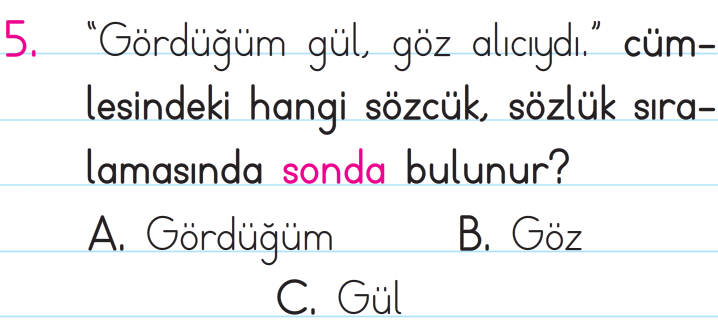 5. "Gördüğüm gül, göz alıcıydı." cüm-
lesindeki hangi sözcük, sözlük sıra-
lamasında sonda bulunur?
A. Gördüğüm B. Göz
C. Gül